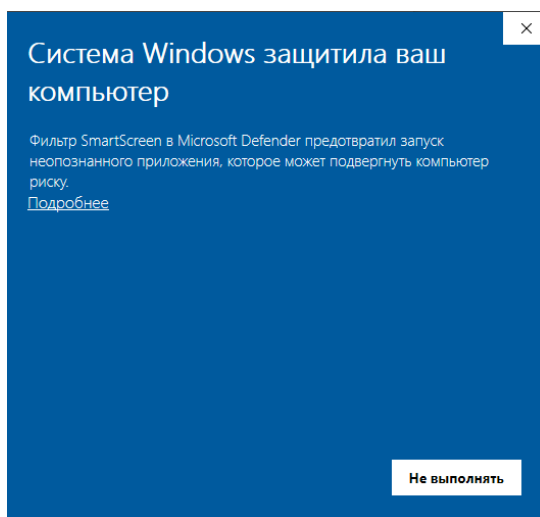 Система Windows защитила ваш
компьютер
Фильтр SmartScreen в Microsoft Defender предотвратил запуск
неопознанного приложения, которое может подвергнуть компьютер
риску.
Подробнее
Не выполнять